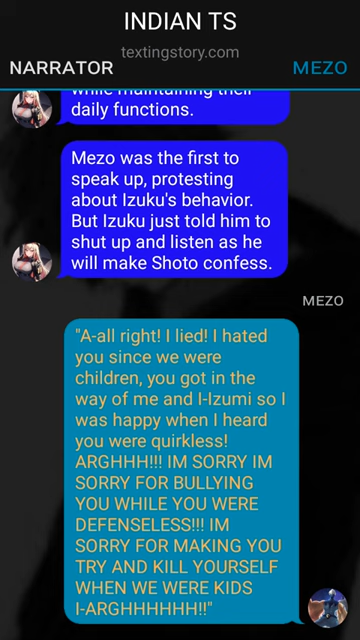 INDIAN TS
textingstory.com
NARRATOR
MEZO
while maintaining their
daily functions.
Mezo was the first to
speak up, protesting
about Izuku's behavior.
But Izuku just told him to
shut up and listen as he
will make Shoto confess.
MEZO
"A-all right! I lied! I hated
you since we were
children, you got in the
way of me and I-Izumi so I
was happy when I heard
you were quirkless!
ARGHHH!!! IM SORRY IM
SORRY FOR BULLYING
YOU WHILE YOU WERE
DEFENSELESS!!! IM
SORRY FOR MAKING YOU
TRY AND KILL YOURSELF
WHEN WE WERE KIDS
I-ARGHHHHHH!!"